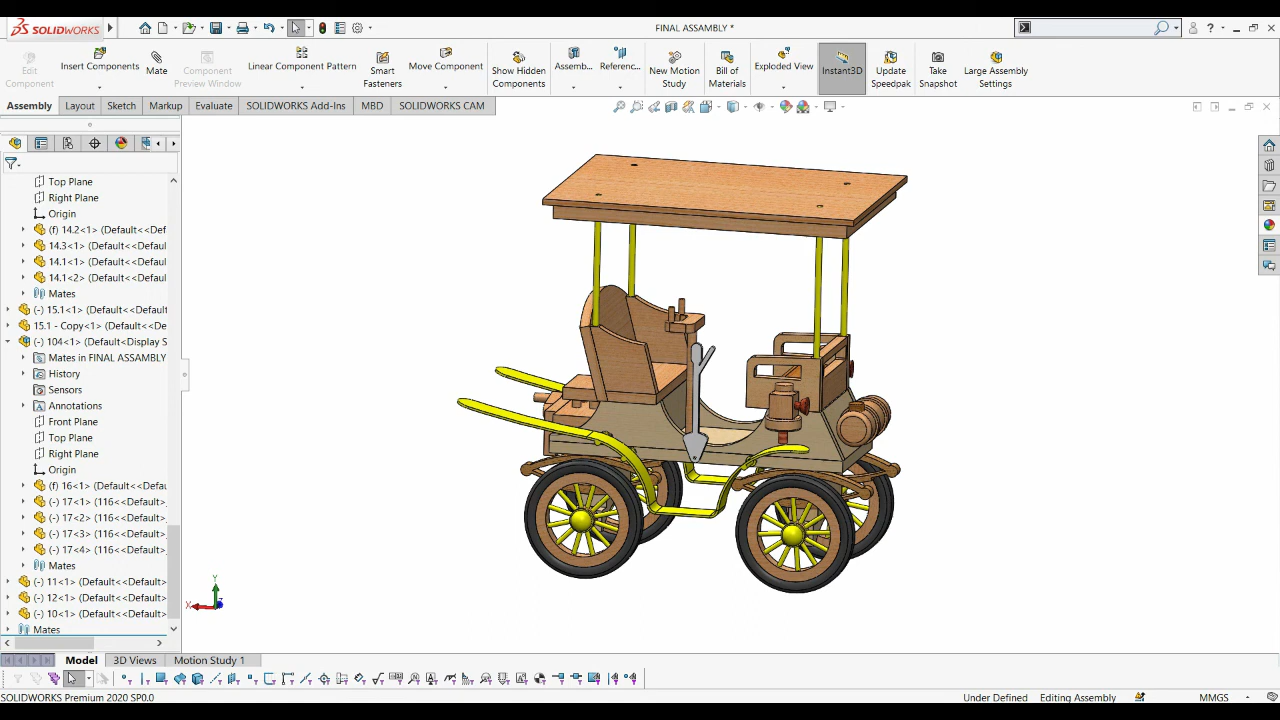 SOLIDWORKS
FINAL ASSEMBLY *
Edit Component
Insert Components
Mate
Component Preview Window
Linear Component Pattern
Smart Fasteners
Move Component
Show Hidden Components
Assemb...
Referenc...
New Motion Study
Bill of Materials
Exploded View
Instant3D
Update Speedpak
Take Snapshot
Large Assembly Settings
Assembly Layout Sketch Markup Evaluate SOLIDWORKS Add-Ins MBD SOLIDWORKS CAM
Top Plane
Right Plane
Origin
(f) 14.2<1> (Default<<Def
14.3<1> (Default<<Default
14.1<1> (Default<<Default
14.1<2> (Default<<Default
Mates
(-) 15.1<1> (Default<<Def
15.1 - Copy<1> (Default<<De
(-) 104<1> (Default<Display S
Mates in FINAL ASSEMBLY
History
Sensors
Annotations
Front Plane
Top Plane
Right Plane
Origin
(f) 16<1> (Default<<Defau
(-) 17<1> (116<<Default>
(-) 17<2> (116<<Default>
(-) 17<3> (116<<Default>
(-) 17<4> (116<<Default>
Mates
(-) 11<1> (Default<<Default
(-) 12<1> (Default<<Default
(-) 10<1> (Default<<Default
Mates
Y
X
Z
Model 3D Views Motion Study 1
SOLIDWORKS Premium 2020 SP0.0
Under Defined Editing Assembly MMGS